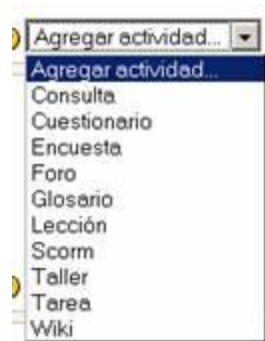 Agregar actividad...
Agregar actividad...
Consulta
Cuestionario
Encuesta
Foro
Glosario
Lección
Scorm
Taller
Tarea
Wiki